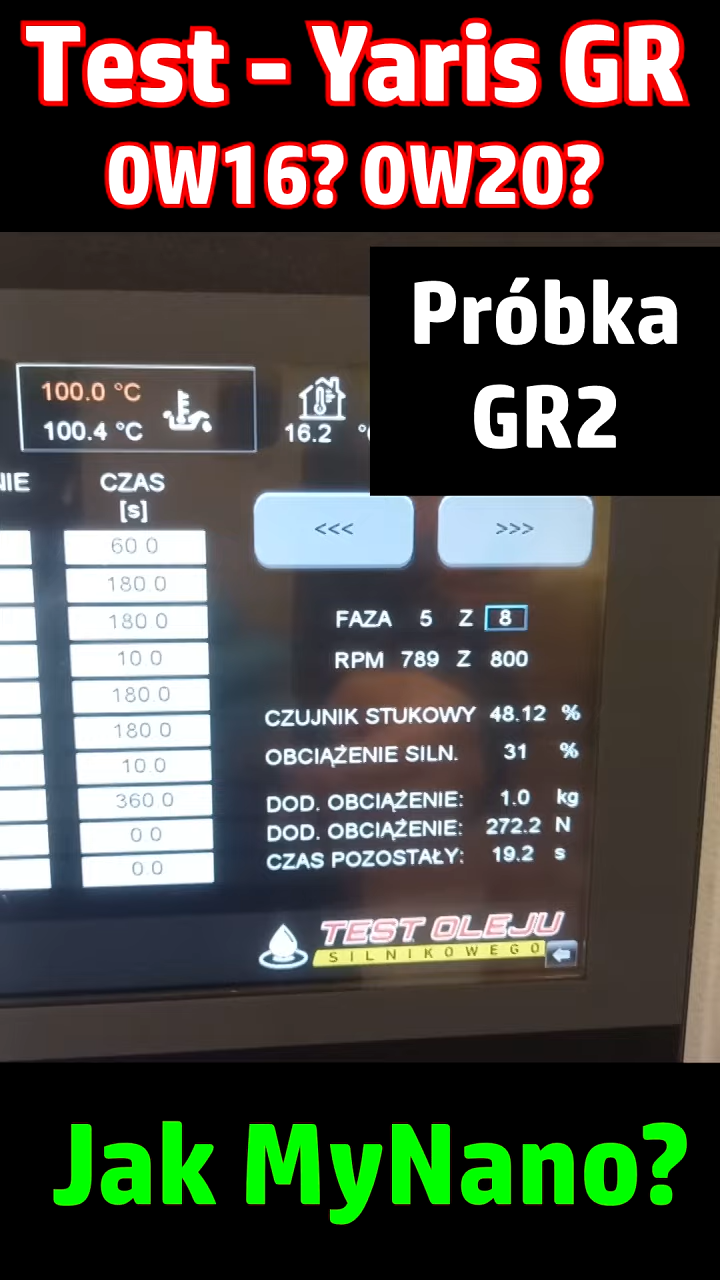 Test - Yaris GR
0W16? 0W20?
Próbka
GR2
100.0 °C
100.4 °C
16.2 °
NIE
CZAS
[s]
60 0
180.0
180 0
10 0
180 0
180 0
10.0
360 0
0 0
0 0
<<<
>>>
FAZA 5 Z 8
RPM 789 Z 800
CZUJNIK STUKOWY 48.12 %
OBCIĄŻENIE SILN. 31 %
DOD. OBCIĄŻENIE: 1.0 kg
DOD. OBCIĄŻENIE: 272.2 N
CZAS POZOSTAŁY: 19.2 s
TEST OLEJU
SILNIKOWEGO
Jak MyNano?